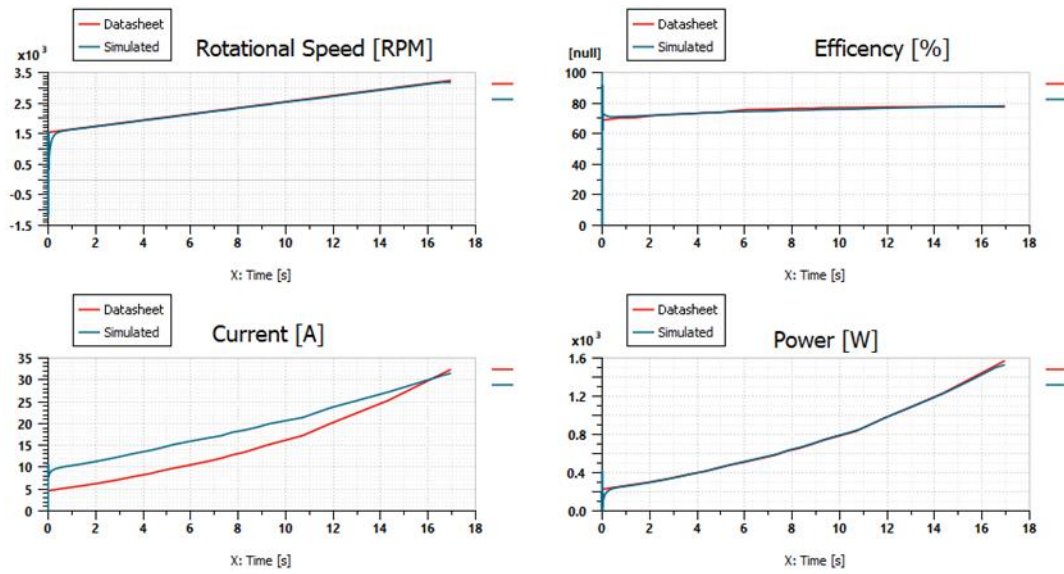 Datasheet
Simulated
Rotational Speed [RPM]
x10³
3.5
2.5
1.5
0.5
-0.5
-1.5
0 2 4 6 8 10 12 14 16 18
X: Time [s]
Datasheet
Simulated
Efficency [%]
[null]
100
80
60
40
20
0
0 2 4 6 8 10 12 14 16 18
X: Time [s]
Datasheet
Simulated
Current [A]
35
30
25
20
15
10
5
0
0 2 4 6 8 10 12 14 16 18
X: Time [s]
Datasheet
Simulated
Power [W]
x10³
1.6
1.2
0.8
0.4
0.0
0 2 4 6 8 10 12 14 16 18
X: Time [s]